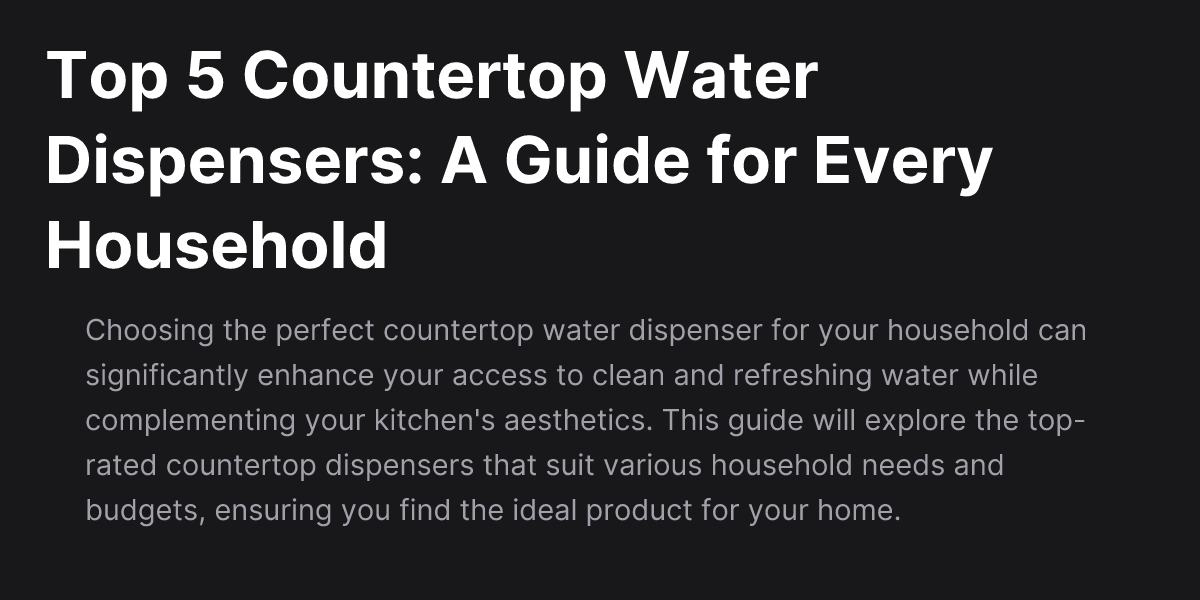 Top 5 Countertop Water
Dispensers: A Guide for Every
Household
Choosing the perfect countertop water dispenser for your household can
significantly enhance your access to clean and refreshing water while
complementing your kitchen's aesthetics. This guide will explore the top-
rated countertop dispensers that suit various household needs and
budgets, ensuring you find the ideal product for your home.